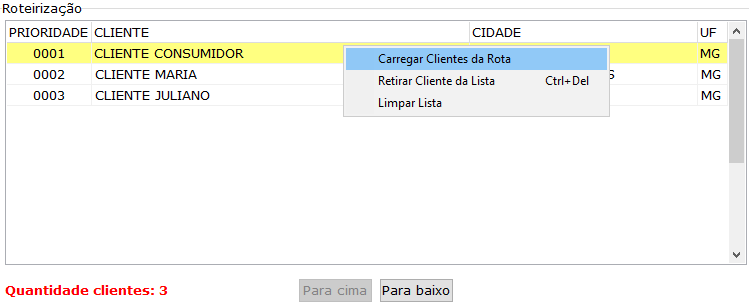 Roteirização
PRIORIDADE CLIENTE CIDADE UF
0001 CLIENTE CONSUMIDOR MG
Carregar Clientes da Rota
0002 CLIENTE MARIA MG
Retirar Cliente da Lista Ctrl+Del
0003 CLIENTE JULIANO MG
Limpar Lista
Quantidade clientes: 3 Para cima Para baixo